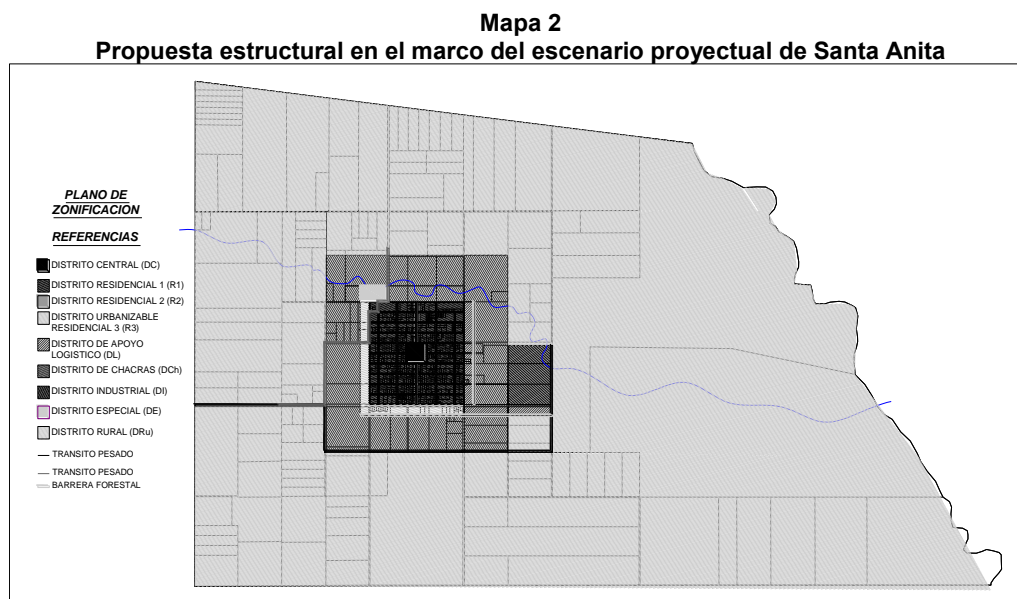 Mapa 2
Propuesta estructural en el marco del escenario proyectual de Santa Anita
PLANO DE
ZONIFICACION
REFERENCIAS
DISTRITO CENTRAL (DC)
DISTRITO RESIDENCIAL 1 (R1)
DISTRITO RESIDENCIAL 2 (R2)
DISTRITO URBANIZABLE
RESIDENCIAL 3 (R3)
DISTRITO DE APOYO
LOGISTICO (DL)
DISTRITO DE CHACRAS (DCh)
DISTRITO INDUSTRIAL (DI)
DISTRITO ESPECIAL (DE)
DISTRITO RURAL (DRu)
TRANSITO PESADO
TRANSITO PESADO
BARRERA FORESTAL